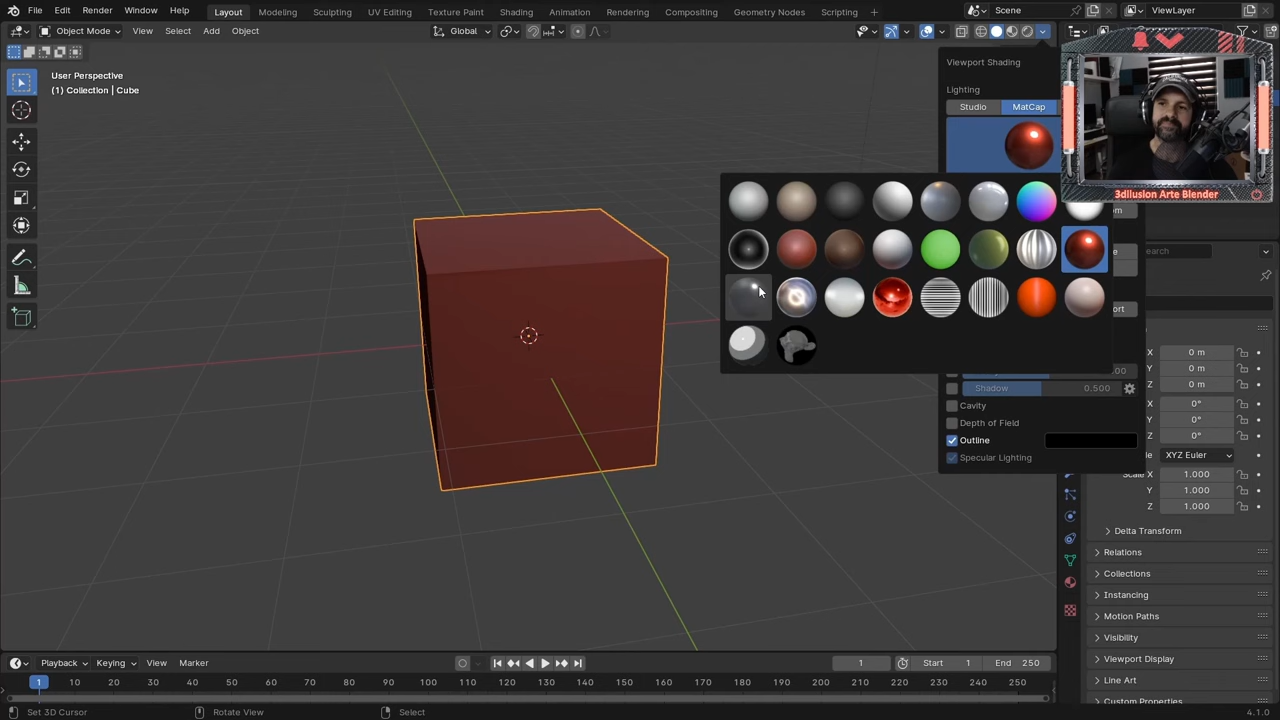 File Edit Render Window Help Layout Modeling Sculpting UV Editing Texture Paint Shading Animation Rendering Compositing Geometry Nodes Scripting Scene ViewLayer
Object Mode View Select Add Object Global
User Perspective
(1) Collection | Cube
Viewport Shading
Lighting
Studio MatCap
3dIlusion Arte Blender
Search
X 0 m
Y 0 m
Z 0 m
Shadow 0.500
X 0°
Cavity
Y 0°
Depth of Field
Z 0°
Outline
XYZ Euler
Specular Lighting
Scale X 1.000
Y 1.000
Z 1.000
Delta Transform
Relations
Collections
Instancing
Motion Paths
Visibility
Viewport Display
Line Art
Custom Properties
Playback Keying View Marker 1 Start 1 End 250
1 10 20 30 40 50 60 70 80 90 100 110 120 130 140 150 160 170 180 190 200 210 220 230 240 250
Set 3D Cursor Rotate View Select 4.1.0